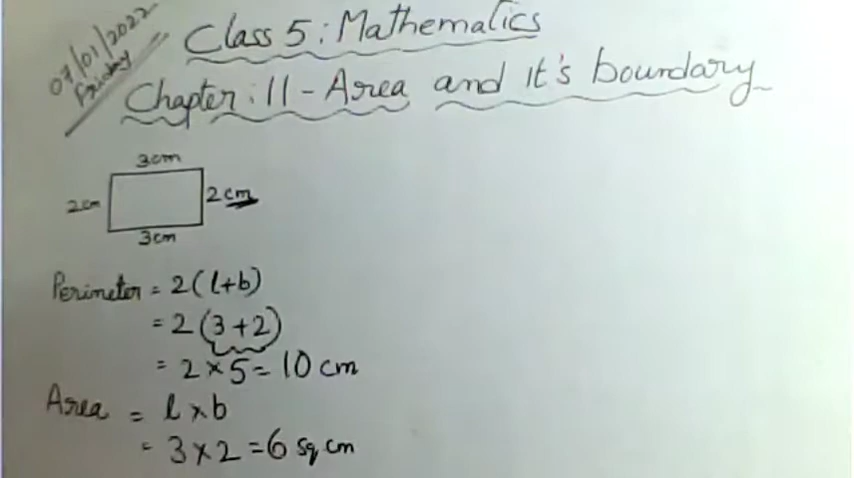 07/01/2022
Friday
Class 5 : Mathematics
Chapter : 11 - Area and it's boundary
3cm
2cm
2cm
3cm
Perimeter = 2(l+b)
= 2(3+2)
= 2×5 = 10 cm
Area = l×b
= 3×2 = 6 sq cm